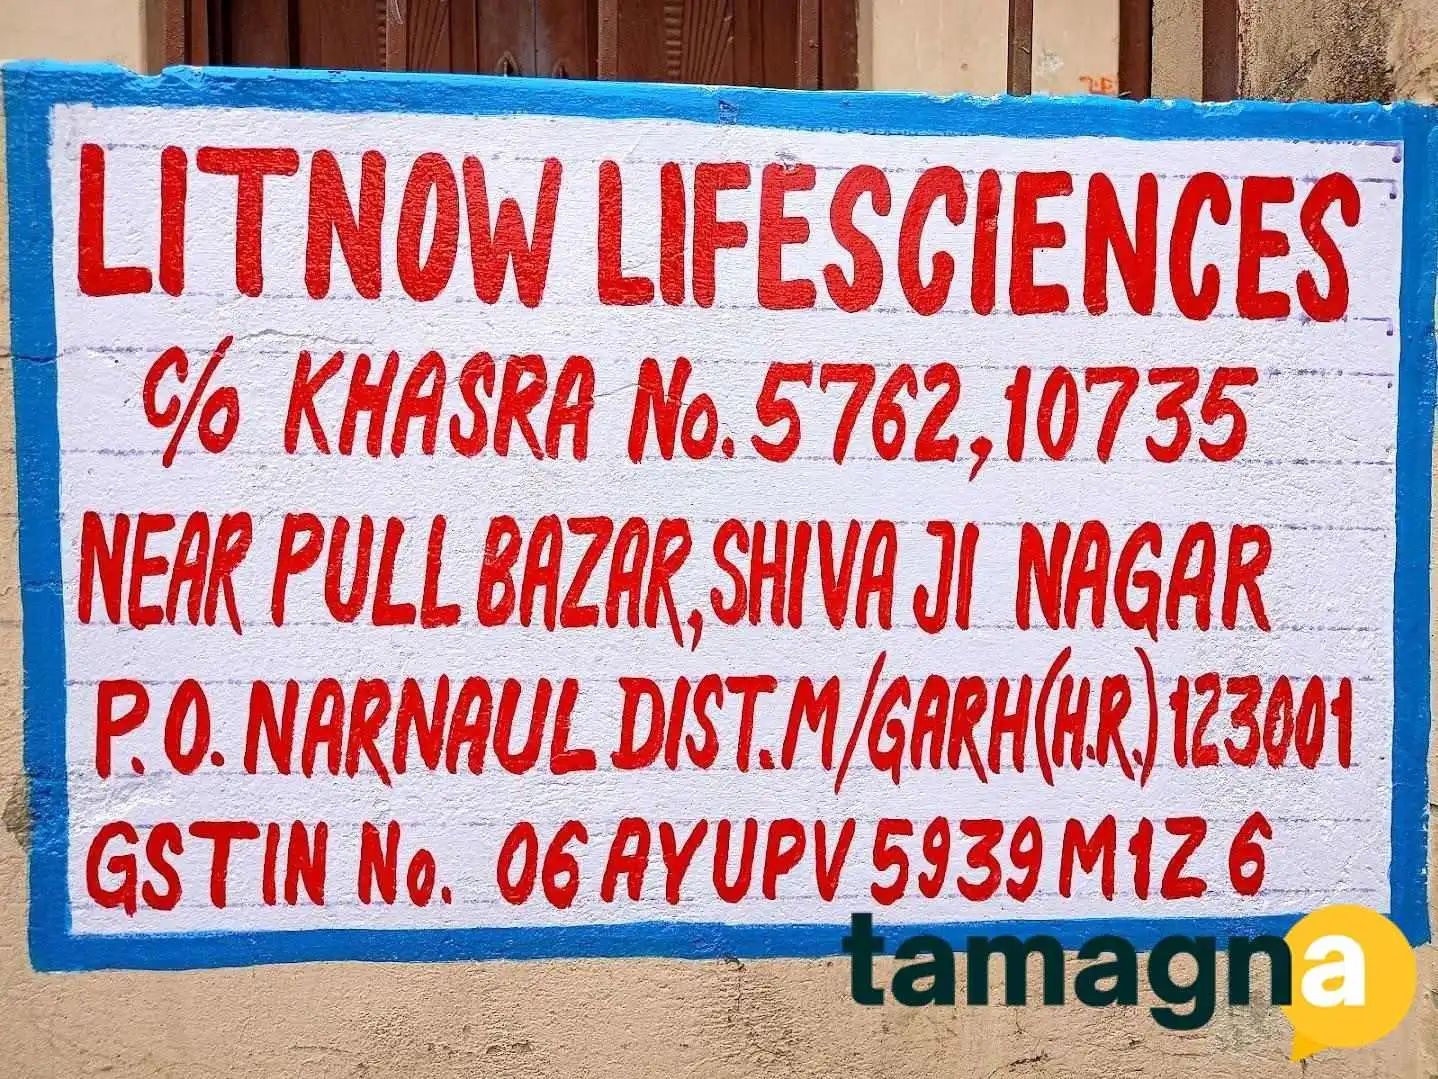 LITNOW LIFESCIENCES
c/o KHASRA No. 5762, 10735
NEAR PULL BAZAR, SHIVA JI NAGAR
P.O. NARNAUL DIST. M/GARH (H.R.) 123001
GSTIN No. 06 AYUPV 5939 M1Z 6
tamagna